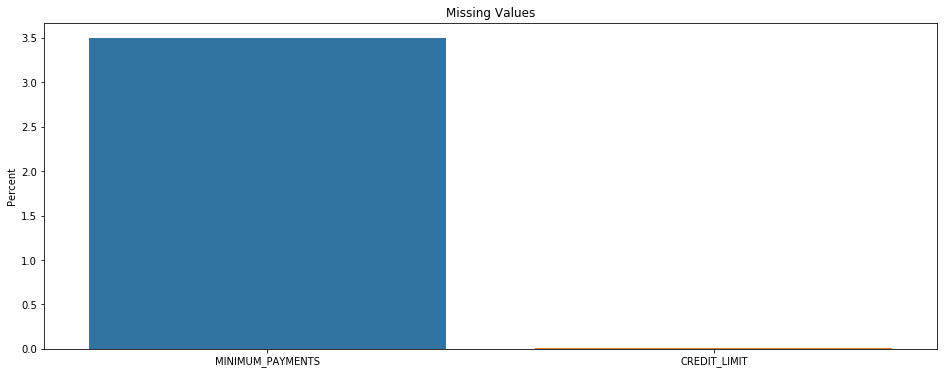 Missing Values
Percent
3.5
3.0
2.5
2.0
1.5
1.0
0.5
0.0
MINIMUM_PAYMENTS
CREDIT_LIMIT